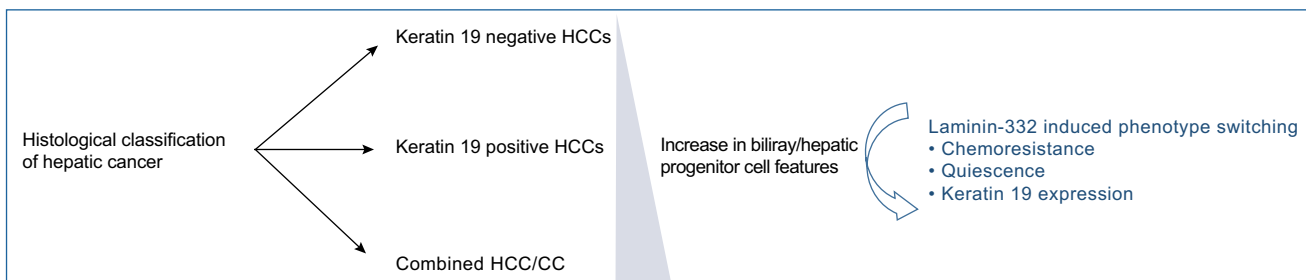 Keratin 19 negative HCCs
Histological classification
of hepatic cancer
Keratin 19 positive HCCs
Combined HCC/CC
Increase in biliray/hepatic
progenitor cell features
Laminin-332 induced phenotype switching
• Chemoresistance
• Quiescence
• Keratin 19 expression